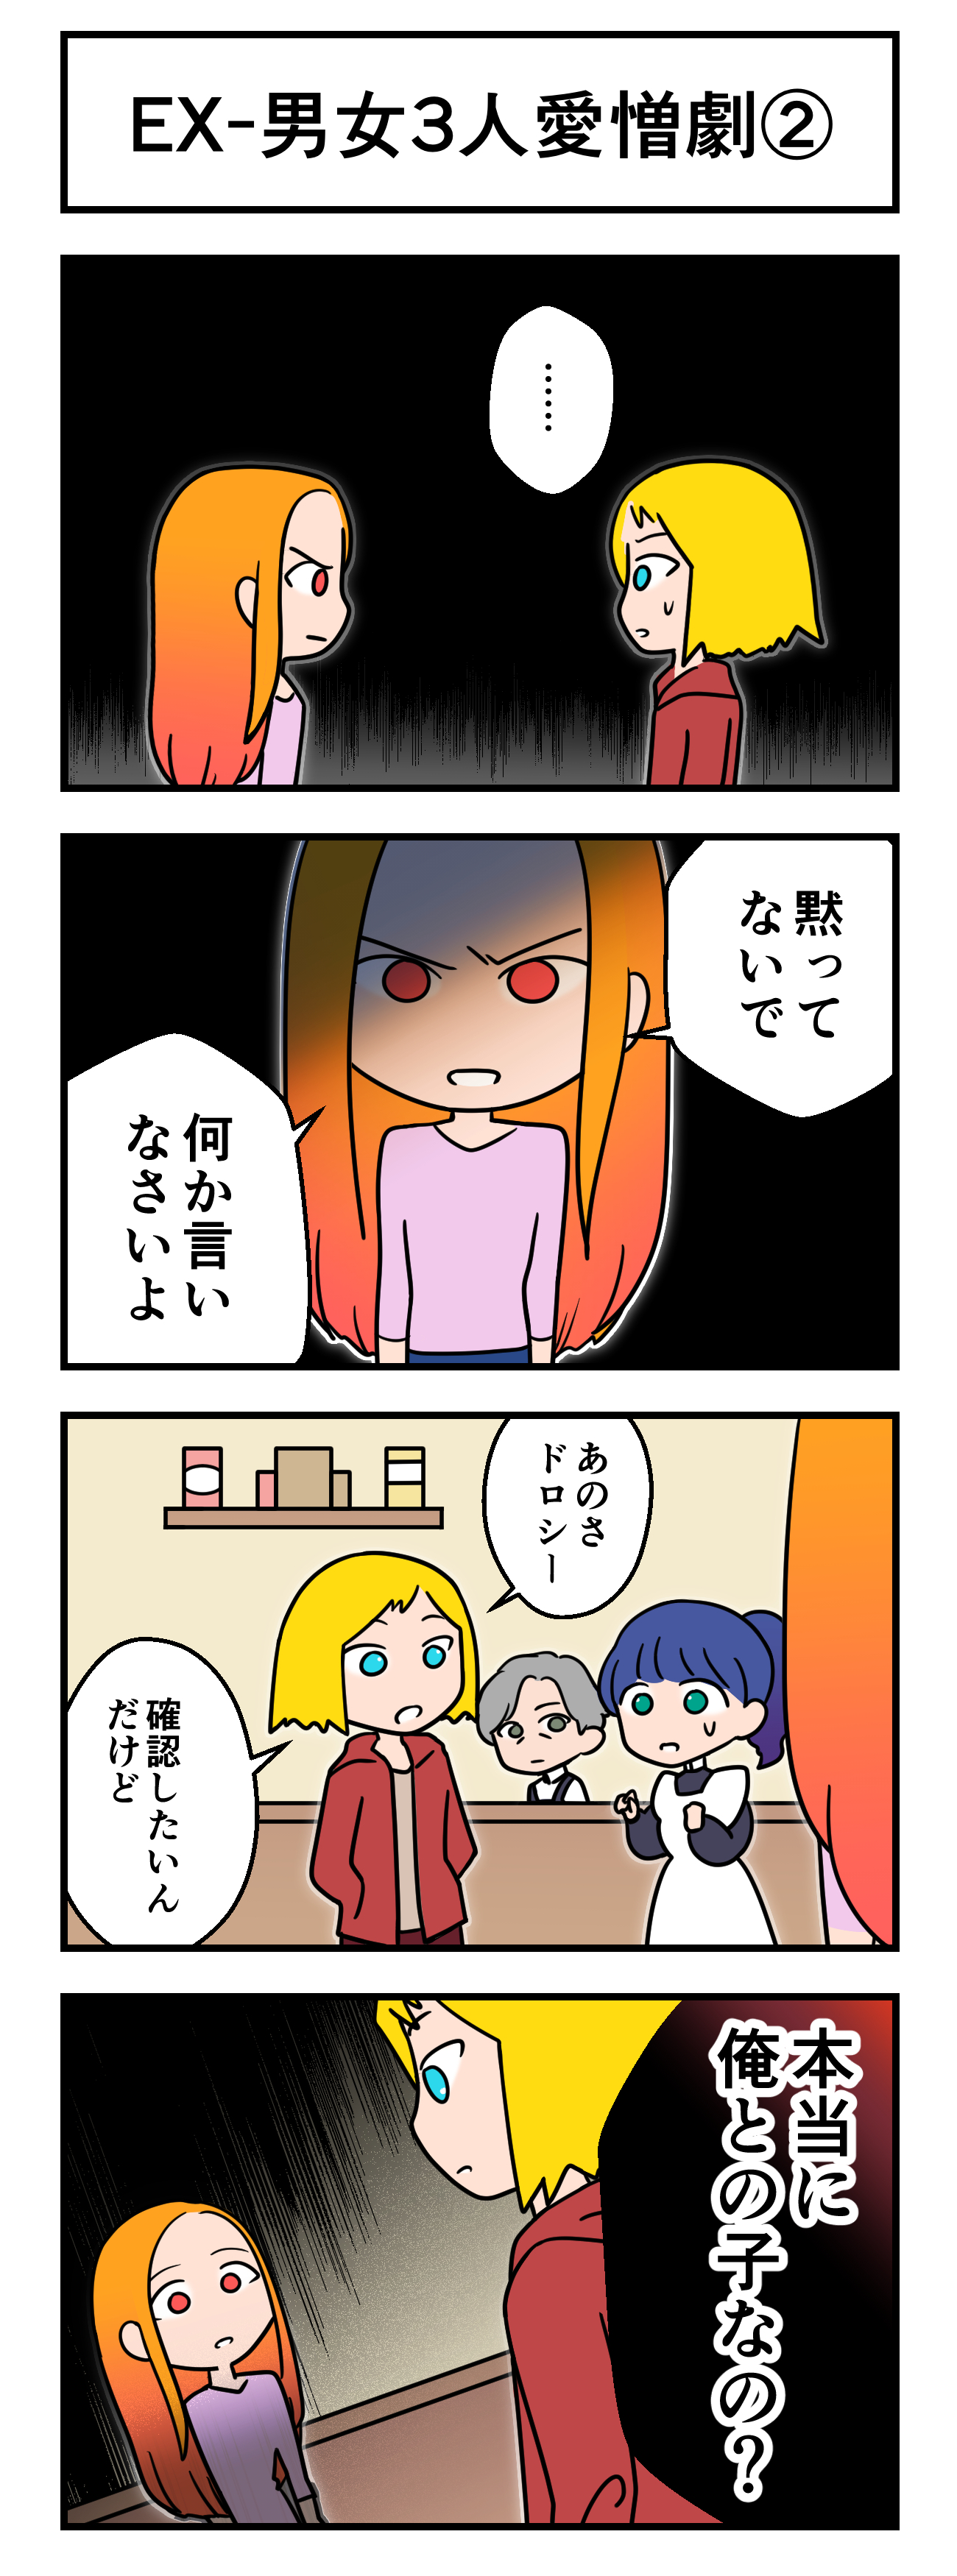 EX-男女3人愛憎劇②
……
黙って
ないで
何か言い
なさいよ
あのさ
ドロシー
確認したいん
だけど
本当に
俺との子なの？